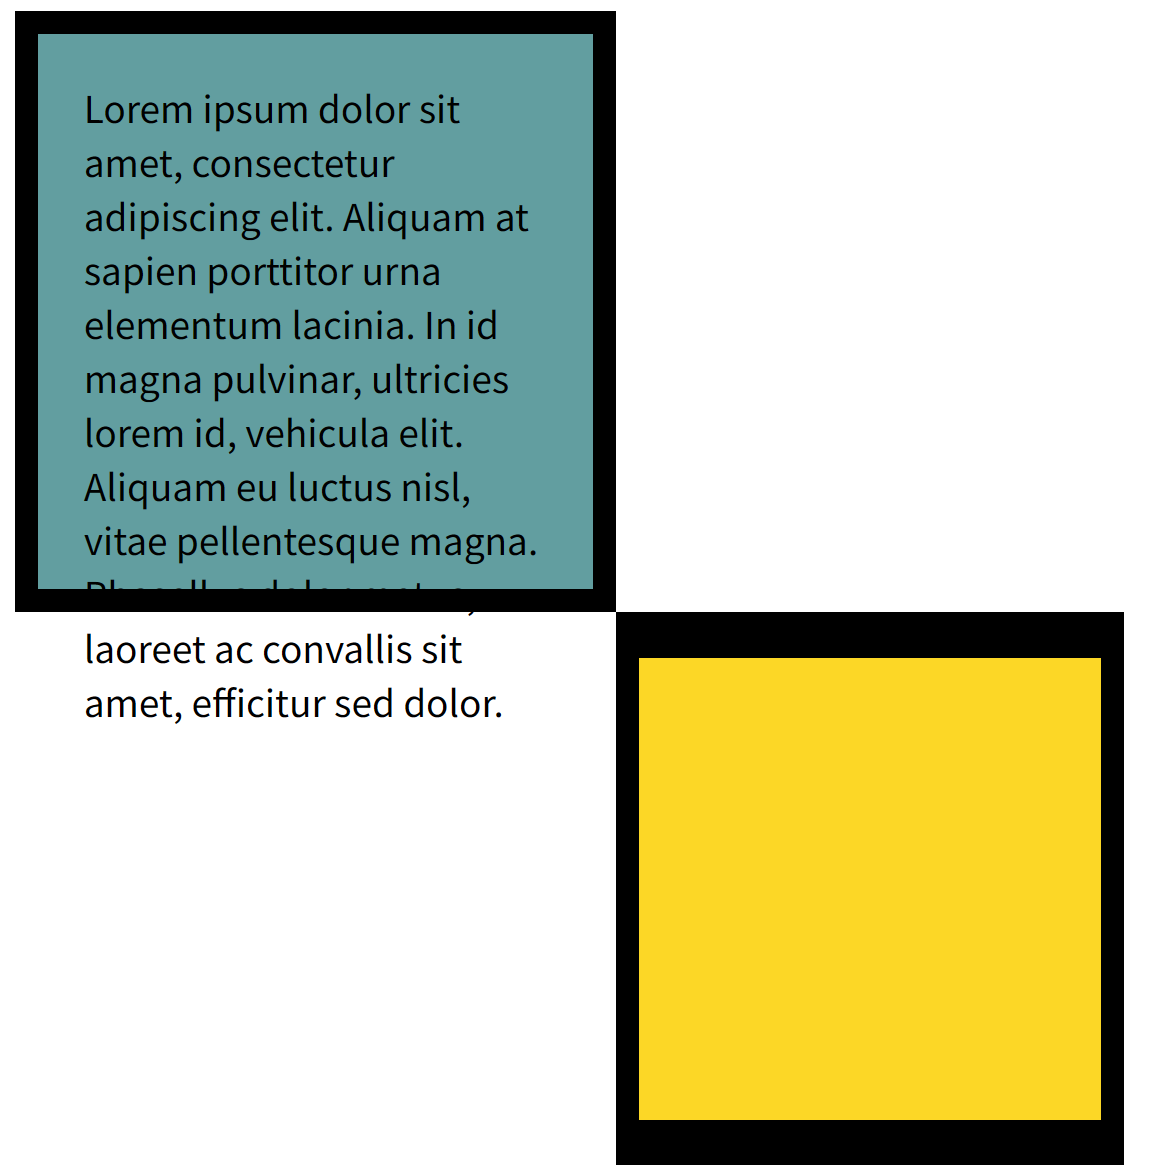 Lorem ipsum dolor sit
amet, consectetur
adipiscing elit. Aliquam at
sapien porttitor urna
elementum lacinia. In id
magna pulvinar, ultricies
lorem id, vehicula elit.
Aliquam eu luctus nisl,
vitae pellentesque magna.
laoreet ac convallis sit
amet, efficitur sed dolor.